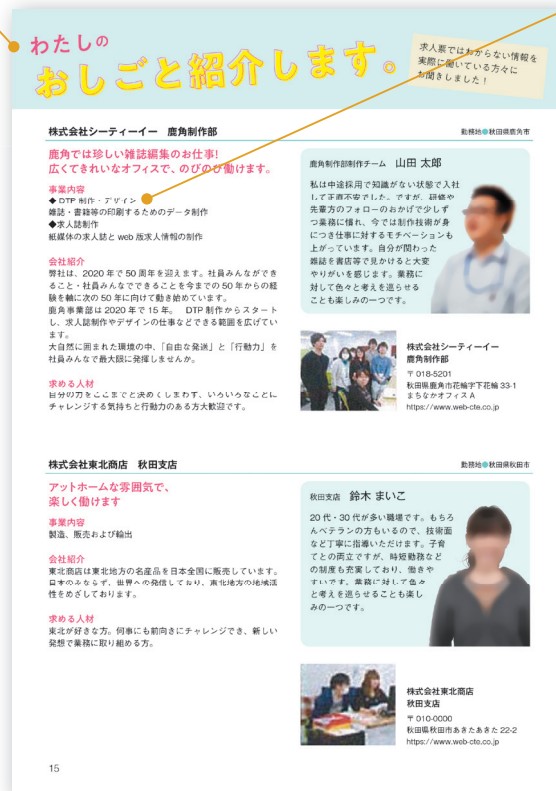 わたしの
おしごと紹介します。
求人票ではわからない情報を
実際に働いている方々に
お聞きしました！
株式会社シーティーイー　鹿角制作部
勤務地●秋田県鹿角市
鹿角では珍しい雑誌編集のお仕事!
広くてきれいなオフィスで、のびのび働けます。
事業内容
◆DTP 制作・デザイン
雑誌・書籍等の印刷するためのデータ制作
◆求人誌制作
紙媒体の求人誌と web 版求人情報の制作
会社紹介
弊社は、2020 年で 50 周年を迎えます。社員みんなができ
ること・社員みんなでできることを今までの 50 年からの経
験を軸に次の 50 年に向けて動き始めています。
鹿角事業部は 2020 年で 15 年。　DTP 制作からスタート
し、求人誌制作やデザインの仕事などできる範囲を広げてい
ます。
大自然に囲まれた環境の中、「自由な発送」と「行動力」を
社員みんなで最大限に発揮しませんか。
求める人材
自分の力をここまでと決めてしまわず、いろいろなことに
チャレンジする気持ちと行動力のある方大歓迎です。
鹿角制作部制作チーム　山田 太郎
私は中途採用で知識がない状態で入社
して正直不安でした。ですが、研修や
先輩方のフォローのおかげで少しず
つ業務に慣れ、今では制作技術が身
につき仕事に対するモチベーションも
上がっています。自分が関わった
雑誌を書店等で見かけると大変
やりがいを感じます。業務に
対して色々と考えを巡らせる
ことも楽しみの一つです。
株式会社シーティーイー
鹿角制作部
〒018-5201
秋田県鹿角市花輪字下花輪 33-1
まちなかオフィス A
https://www.web-cte.co.jp
株式会社東北商店　秋田支店
勤務地●秋田県秋田市
アットホームな雰囲気で、
楽しく働けます
事業内容
製造、販売および輸出
会社紹介
東北商店は東北地方の名産品を日本全国に販売しています。
日本のみならず、世界への発信しており、東北地方の地域活
性をめざしております。
求める人材
東北が好きな方。何事にも前向きにチャレンジでき、新しい
発想で業務に取り組める方。
秋田支店　鈴木 まいこ
20 代・30 代が多い職場です。もちろ
んベテランの方もいるので、技術面
など丁寧に指導いただけます。子育
てとの両立ですが、時短勤務など
の制度も充実しており、働きや
すいです。業務に対して色々
と考えを巡らせることも楽し
みの一つです。
株式会社東北商店
秋田支店
〒010-0000
秋田県秋田市あきたあきた 22-2
https://www.web-cte.co.jp
15